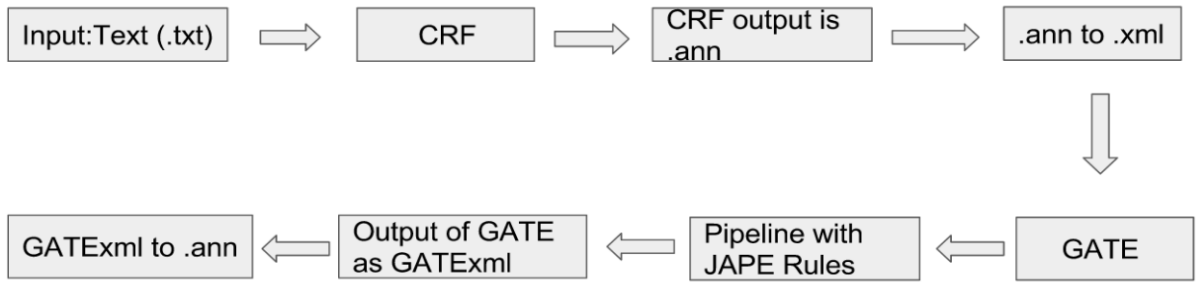 Input:Text (.txt)
CRF
CRF output is
.ann
.ann to .xml
GATE
Pipeline with
JAPE Rules
Output of GATE
as GATExml
GATExml to .ann